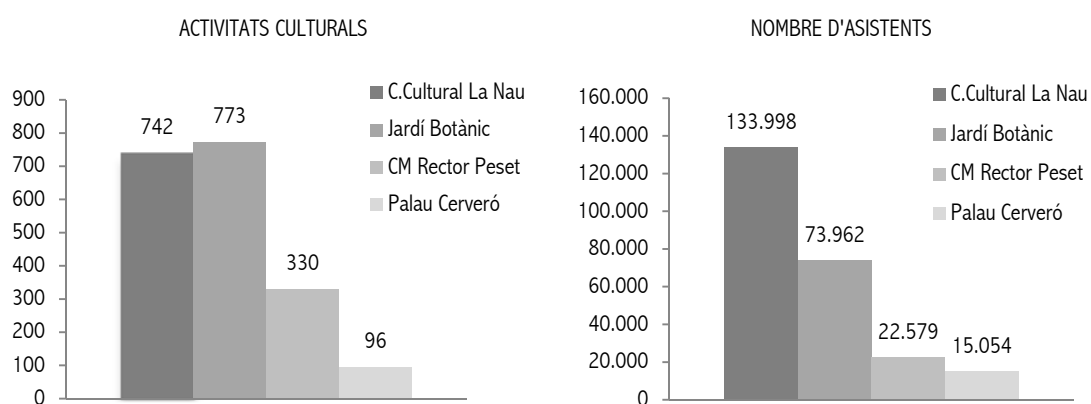 ACTIVITATS CULTURALS
900
800
700
600
500
400
300
200
100
0
742
773
330
96
C.Cultural La Nau
Jardí Botànic
CM Rector Peset
Palau Cerveró
NOMBRE D'ASISTENTS
160.000
140.000
120.000
100.000
80.000
60.000
40.000
20.000
0
133.998
73.962
22.579
15.054
C.Cultural La Nau
Jardí Botànic
CM Rector Peset
Palau Cerveró